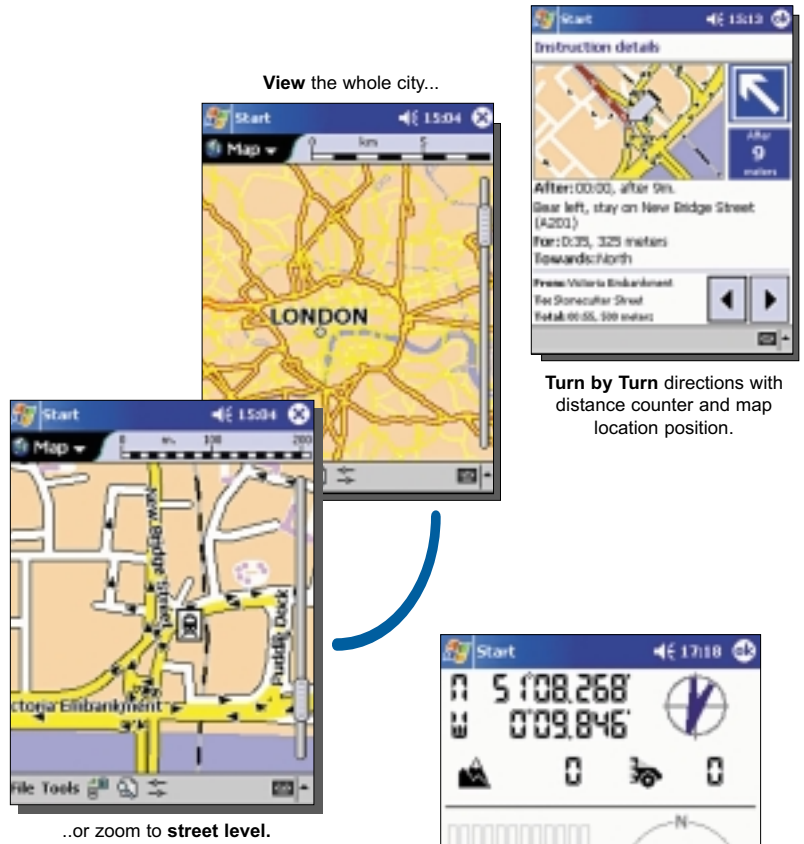 View the whole city...
Start 15:04
Map 0 km 5
LONDON
Start 15:13 ok
Instruction details
After
9
meters
After: 00:00, after 9m.
Bear left, stay on New Bridge Street
(A201)
For: 0:35, 325 meters
Towards: North
From: Victoria Embankment
To: Stonecutter Street
Total: 00:55, 500 meters
Turn by Turn directions with
distance counter and map
location position.
Start 15:04
Map 0 m. 100 200
New Bridge Street
Puddle Dock
ctoria Embankment
File Tools
..or zoom to street level.
Start 17:18 ok
N 51°08.268'
W 0°09.846'
0 0
N